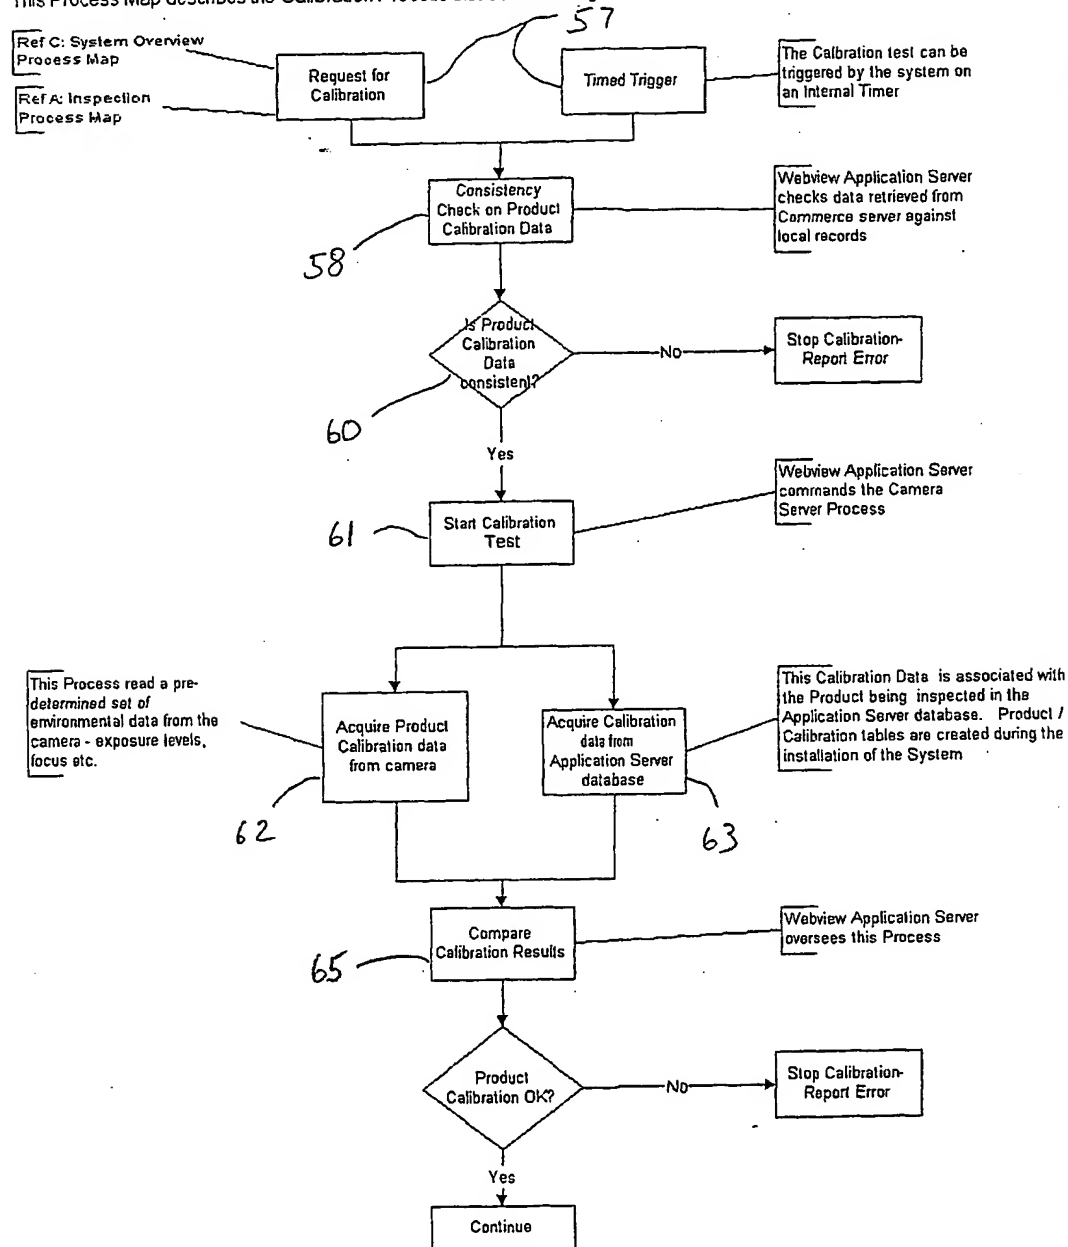 This Process Map describes the Calibration Process
57
Ref C: System Overview
Process Map
Ref A: Inspection
Process Map
Request for
Calibration
Timed Trigger
The Calbration test can be
triggered by the system on
an Internal Timer
Consistency
Check on Product
Calibration Data
58
Webview Application Server
checks data retrieved from
Commerce server against
local records
Is Product
Calibration
Data
consistent?
60
No
Stop Calibration-
Report Error
Yes
Start Calibration
Test
61
Webview Application Server
commands the Camera
Server Process
This Process read a pre-
determined set of
environmental data from the
camera - exposure levels,
focus etc.
Acquire Product
Calibration data
from camera
62
Acquire Calibration
data from
Application Server
database
63
This Calibration Data is associated with
the Product being inspected in the
Application Server database. Product /
Calibration tables are created during the
installation of the System
Compare
Calibration Results
65
Webview Application Server
oversees this Process
Product
Calibration OK?
No
Stop Calibration-
Report Error
Yes
Continue